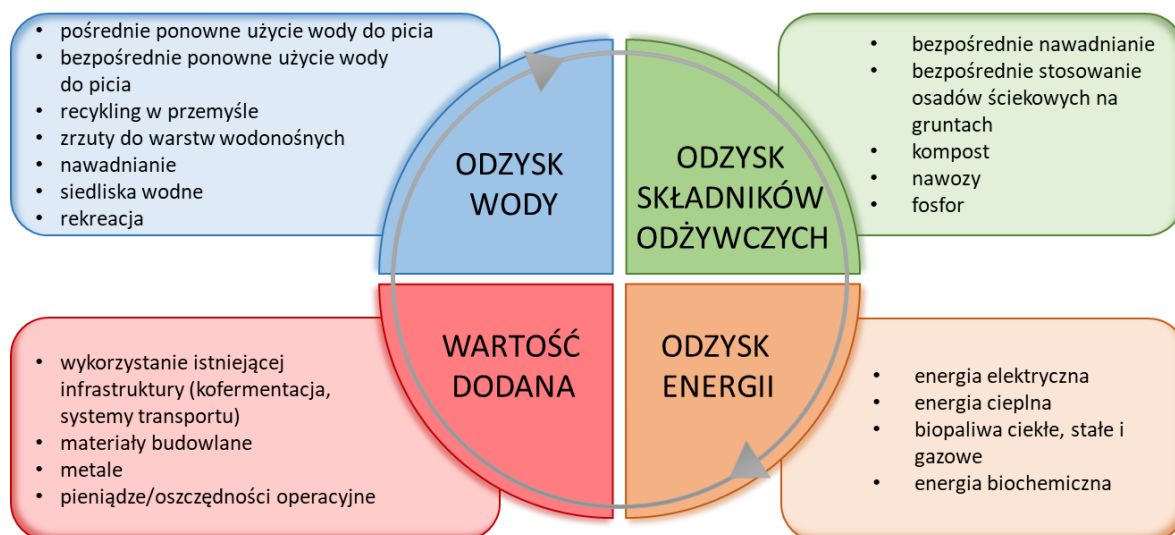 • pośrednie ponowne użycie wody do picia
• bezpośrednie ponowne użycie wody
do picia
• recykling w przemyśle
• zrzuty do warstw wodonośnych
• nawadnianie
• siedliska wodne
• rekreacja
ODZYSK
WODY
ODZYSK
SKŁADNIKÓW
ODŻYWCZYCH
• bezpośrednie nawadnianie
• bezpośrednie stosowanie
osadów ściekowych na
gruntach
• kompost
• nawozy
• fosfor
• wykorzystanie istniejącej
infrastruktury (kofermentacja,
systemy transportu)
• materiały budowlane
• metale
• pieniądze/oszczędności operacyjne
WARTOŚĆ
DODANA
ODZYSK
ENERGII
• energia elektryczna
• energia cieplna
• biopaliwa ciekłe, stałe i
gazowe
• energia biochemiczna